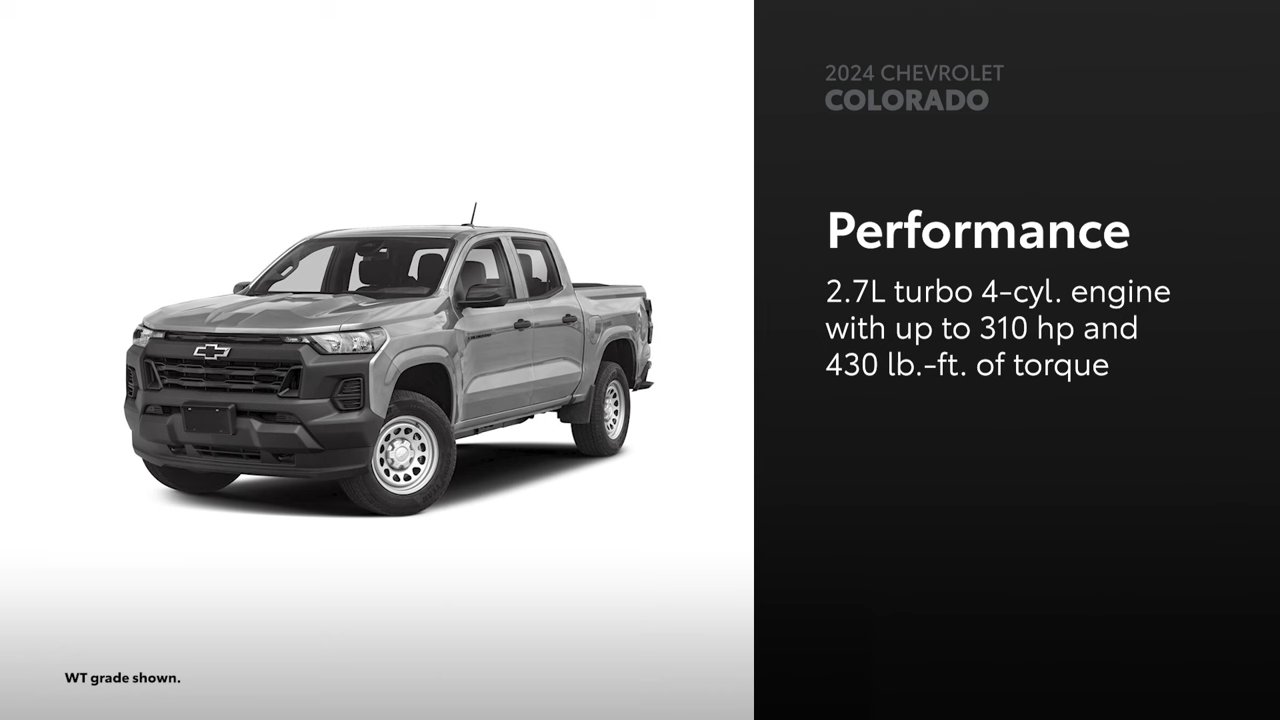 2024 CHEVROLET
COLORADO
Performance
2.7L turbo 4-cyl. engine
with up to 310 hp and
430 lb.-ft. of torque
WT grade shown.